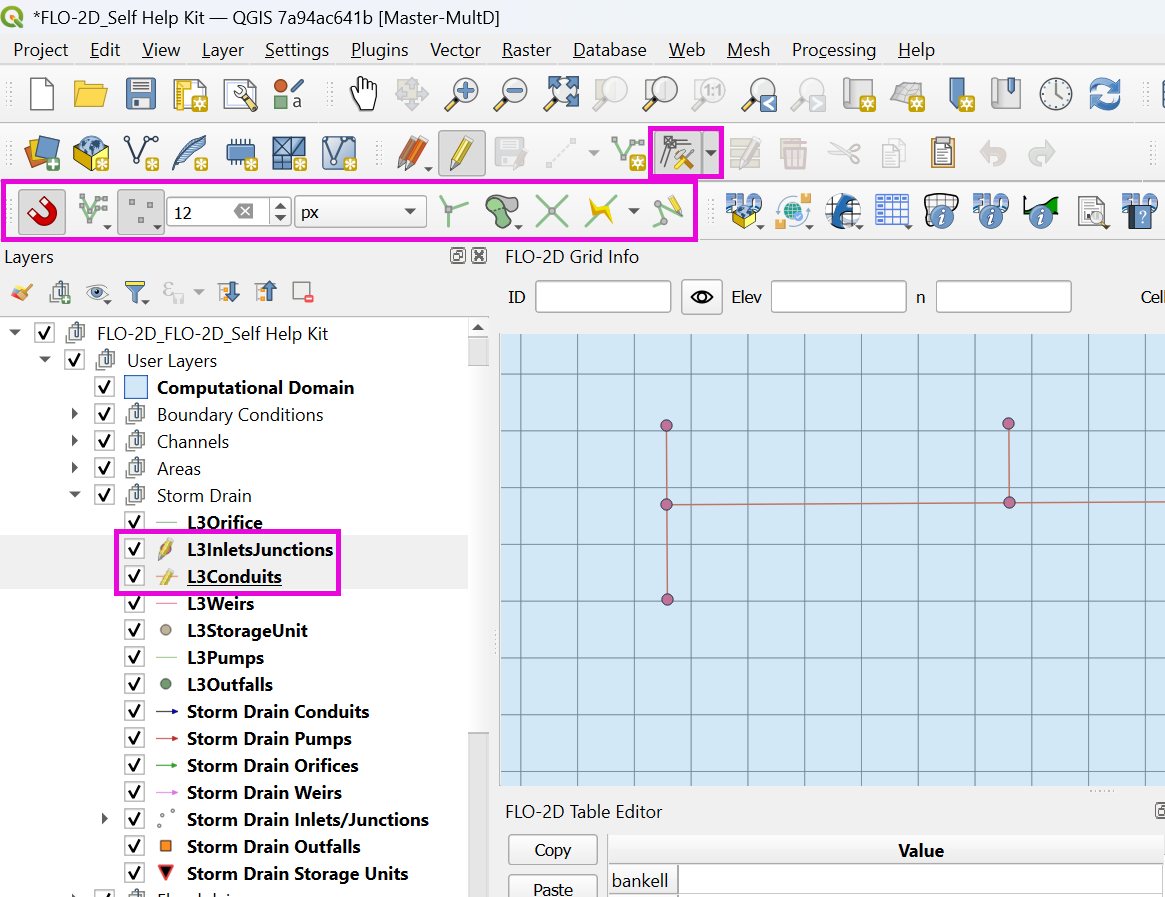 *FLO-2D_Self Help Kit — QGIS 7a94ac641b [Master-MultD]
Project Edit View Layer Settings Plugins Vector Raster Database Web Mesh Processing Help
1:1
12 px
Layers
FLO-2D Grid Info
ID Elev n Cell
FLO-2D_FLO-2D_Self Help Kit
User Layers
Computational Domain
Boundary Conditions
Channels
Areas
Storm Drain
L3Orifice
L3InletsJunctions
L3Conduits
L3Weirs
L3StorageUnit
L3Pumps
L3Outfalls
Storm Drain Conduits
Storm Drain Pumps
Storm Drain Orifices
Storm Drain Weirs
Storm Drain Inlets/Junctions
Storm Drain Outfalls
Storm Drain Storage Units
FLO-2D Table Editor
Copy
Paste
Value
bankell